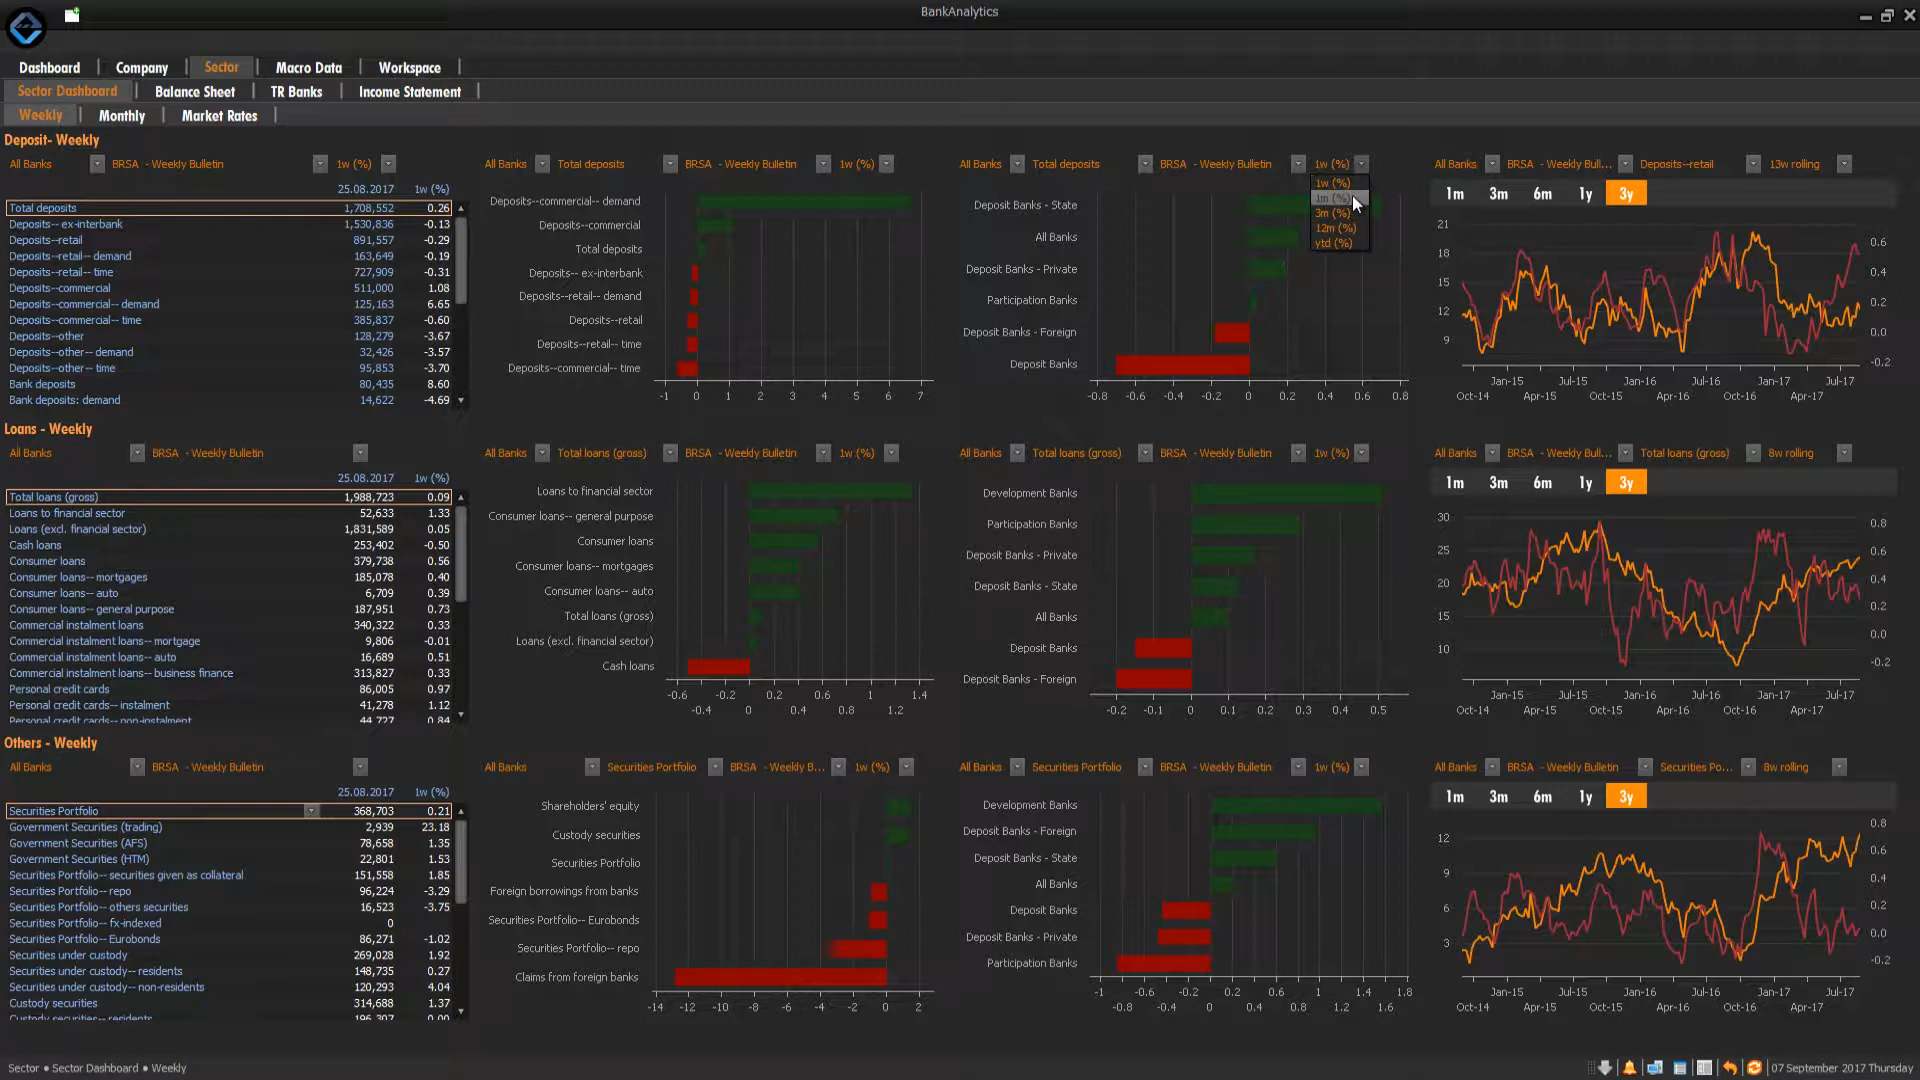 BankAnalytics
Dashboard Company Sector Macro Data Workspace
Sector Dashboard Balance Sheet TR Banks Income Statement
Weekly Monthly Market Rates
Deposit- Weekly
All Banks BRSA - Weekly Bulletin 1w (%)
25.08.2017 1w (%)
Total deposits 1,708,552 0.26
Deposits-- ex-interbank 1,530,836 -0.13
Deposits--retail 891,557 -0.29
Deposits--retail-- demand 163,649 -0.19
Deposits--retail-- time 727,909 -0.31
Deposits--commercial 511,000 1.08
Deposits--commercial-- demand 125,163 6.65
Deposits--commercial-- time 385,837 -0.60
Deposits--other 128,279 -3.67
Deposits--other-- demand 32,426 -3.57
Deposits--other-- time 95,853 -3.70
Bank deposits 80,435 8.60
Bank deposits: demand 14,622 -4.69
All Banks Total deposits BRSA - Weekly Bulletin 1w (%)
Deposits--commercial-- demand
Deposits--commercial
Total deposits
Deposits-- ex-interbank
Deposits--retail-- demand
Deposits--retail
Deposits--retail-- time
Deposits--commercial-- time
-1 0 1 2 3 4 5 6 7
All Banks Total deposits BRSA - Weekly Bulletin 1w (%)
1w (%)
1m (%)
3m (%)
12m (%)
ytd (%)
Deposit Banks - State
All Banks
Deposit Banks - Private
Participation Banks
Deposit Banks - Foreign
Deposit Banks
-0.8 -0.6 -0.4 -0.2 0 0.2 0.4 0.6 0.8
All Banks BRSA - Weekly Bull... Deposits--retail 13w rolling
1m 3m 6m 1y 3y
21
18
15
12
9
0.6
0.4
0.2
0.0
-0.2
Jan-15 Jul-15 Jan-16 Jul-16 Jan-17 Jul-17
Oct-14 Apr-15 Oct-15 Apr-16 Oct-16 Apr-17
Loans - Weekly
All Banks BRSA - Weekly Bulletin
25.08.2017 1w (%)
Total loans (gross) 1,988,723 0.09
Loans to financial sector 52,633 1.33
Loans (excl. financial sector) 1,831,589 0.05
Cash loans 253,402 -0.50
Consumer loans 379,738 0.56
Consumer loans-- mortgages 185,078 0.40
Consumer loans-- auto 6,709 0.39
Consumer loans-- general purpose 187,951 0.73
Commercial instalment loans 340,322 0.33
Commercial instalment loans-- mortgage 9,806 -0.01
Commercial instalment loans-- auto 16,689 0.51
Commercial instalment loans-- business finance 313,827 0.33
Personal credit cards 86,005 0.97
Personal credit cards-- instalment 41,278 1.12
Personal credit cards-- non-instalment 44,727 0.84
All Banks Total loans (gross) BRSA - Weekly Bulletin 1w (%)
Loans to financial sector
Consumer loans-- general purpose
Consumer loans
Consumer loans-- mortgages
Consumer loans-- auto
Total loans (gross)
Loans (excl. financial sector)
Cash loans
-0.6 -0.2 0.2 0.6 1 1.4
-0.4 0 0.4 0.8 1.2
All Banks Total loans (gross) BRSA - Weekly Bulletin 1w (%)
Development Banks
Participation Banks
Deposit Banks - Private
Deposit Banks - State
All Banks
Deposit Banks
Deposit Banks - Foreign
-0.2 -0.1 0 0.1 0.2 0.3 0.4 0.5
All Banks BRSA - Weekly Bull... Total loans (gross) 8w rolling
1m 3m 6m 1y 3y
30
25
20
15
10
0.8
0.6
0.4
0.2
0.0
-0.2
Jan-15 Jul-15 Jan-16 Jul-16 Jan-17 Jul-17
Oct-14 Apr-15 Oct-15 Apr-16 Oct-16 Apr-17
Others - Weekly
All Banks BRSA - Weekly Bulletin
25.08.2017 1w (%)
Securities Portfolio 368,703 0.21
Government Securities (trading) 2,939 23.18
Government Securities (AFS) 78,658 1.35
Government Securities (HTM) 22,801 1.53
Securities Portfolio-- securities given as collateral 151,558 1.85
Securities Portfolio-- repo 96,224 -3.29
Securities Portfolio-- others securities 16,523 -3.75
Securities Portfolio-- fx-indexed 0
Securities Portfolio-- Eurobonds 86,271 -1.02
Securities under custody 269,028 1.92
Securities under custody-- residents 148,735 0.27
Securities under custody-- non-residents 120,293 4.04
Custody securities 314,688 1.37
Custody securities-- residents 196,307 0.00
All Banks Securities Portfolio BRSA - Weekly B... 1w (%)
Shareholders' equity
Custody securities
Securities Portfolio
Foreign borrowings from banks
Securities Portfolio-- Eurobonds
Securities Portfolio-- repo
Claims from foreign banks
-14 -12 -10 -8 -6 -4 -2 0 2
All Banks Securities Portfolio BRSA - Weekly Bulletin 1w (%)
Development Banks
Deposit Banks - Foreign
Deposit Banks - State
All Banks
Deposit Banks
Deposit Banks - Private
Participation Banks
-1 -0.6 -0.2 0.2 0.6 1 1.4 1.8
-0.8 -0.4 0 0.4 0.8 1.2 1.6
All Banks BRSA - Weekly Bulletin Securities Po... 8w rolling
1m 3m 6m 1y 3y
12
9
6
3
0.8
0.6
0.4
0.2
0.0
-0.2
Jan-15 Jul-15 Jan-16 Jul-16 Jan-17 Jul-17
Oct-14 Apr-15 Oct-15 Apr-16 Oct-16 Apr-17
Sector • Sector Dashboard • Weekly
07 September 2017 Thursday